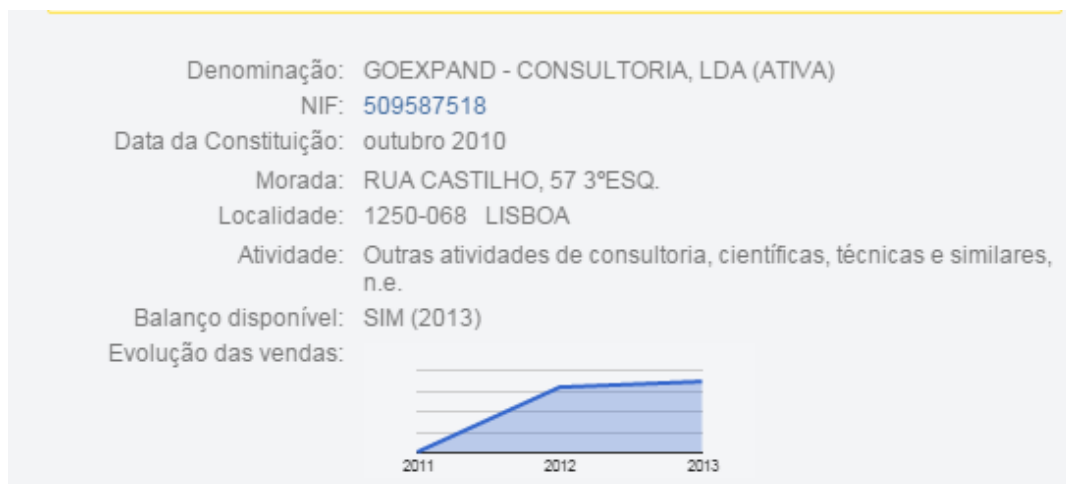 Denominação: GOEXPAND - CONSULTORIA, LDA (ATIVA)
NIF: 509587518
Data da Constituição: outubro 2010
Morada: RUA CASTILHO, 57 3ºESQ.
Localidade: 1250-068 LISBOA
Atividade: Outras atividades de consultoria, científicas, técnicas e similares,
n.e.
Balanço disponível: SIM (2013)
Evolução das vendas:
2011 2012 2013